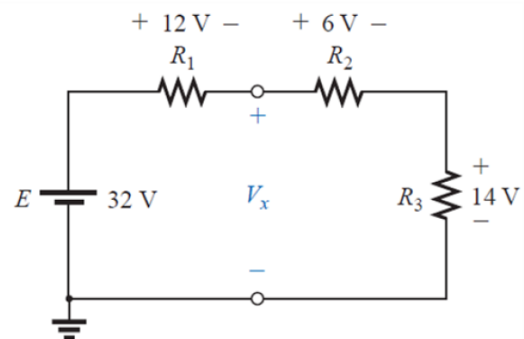 + 12 V − + 6 V −
R₁ R₂
+
+
E 32 V Vₓ R₃ 14 V
−
−